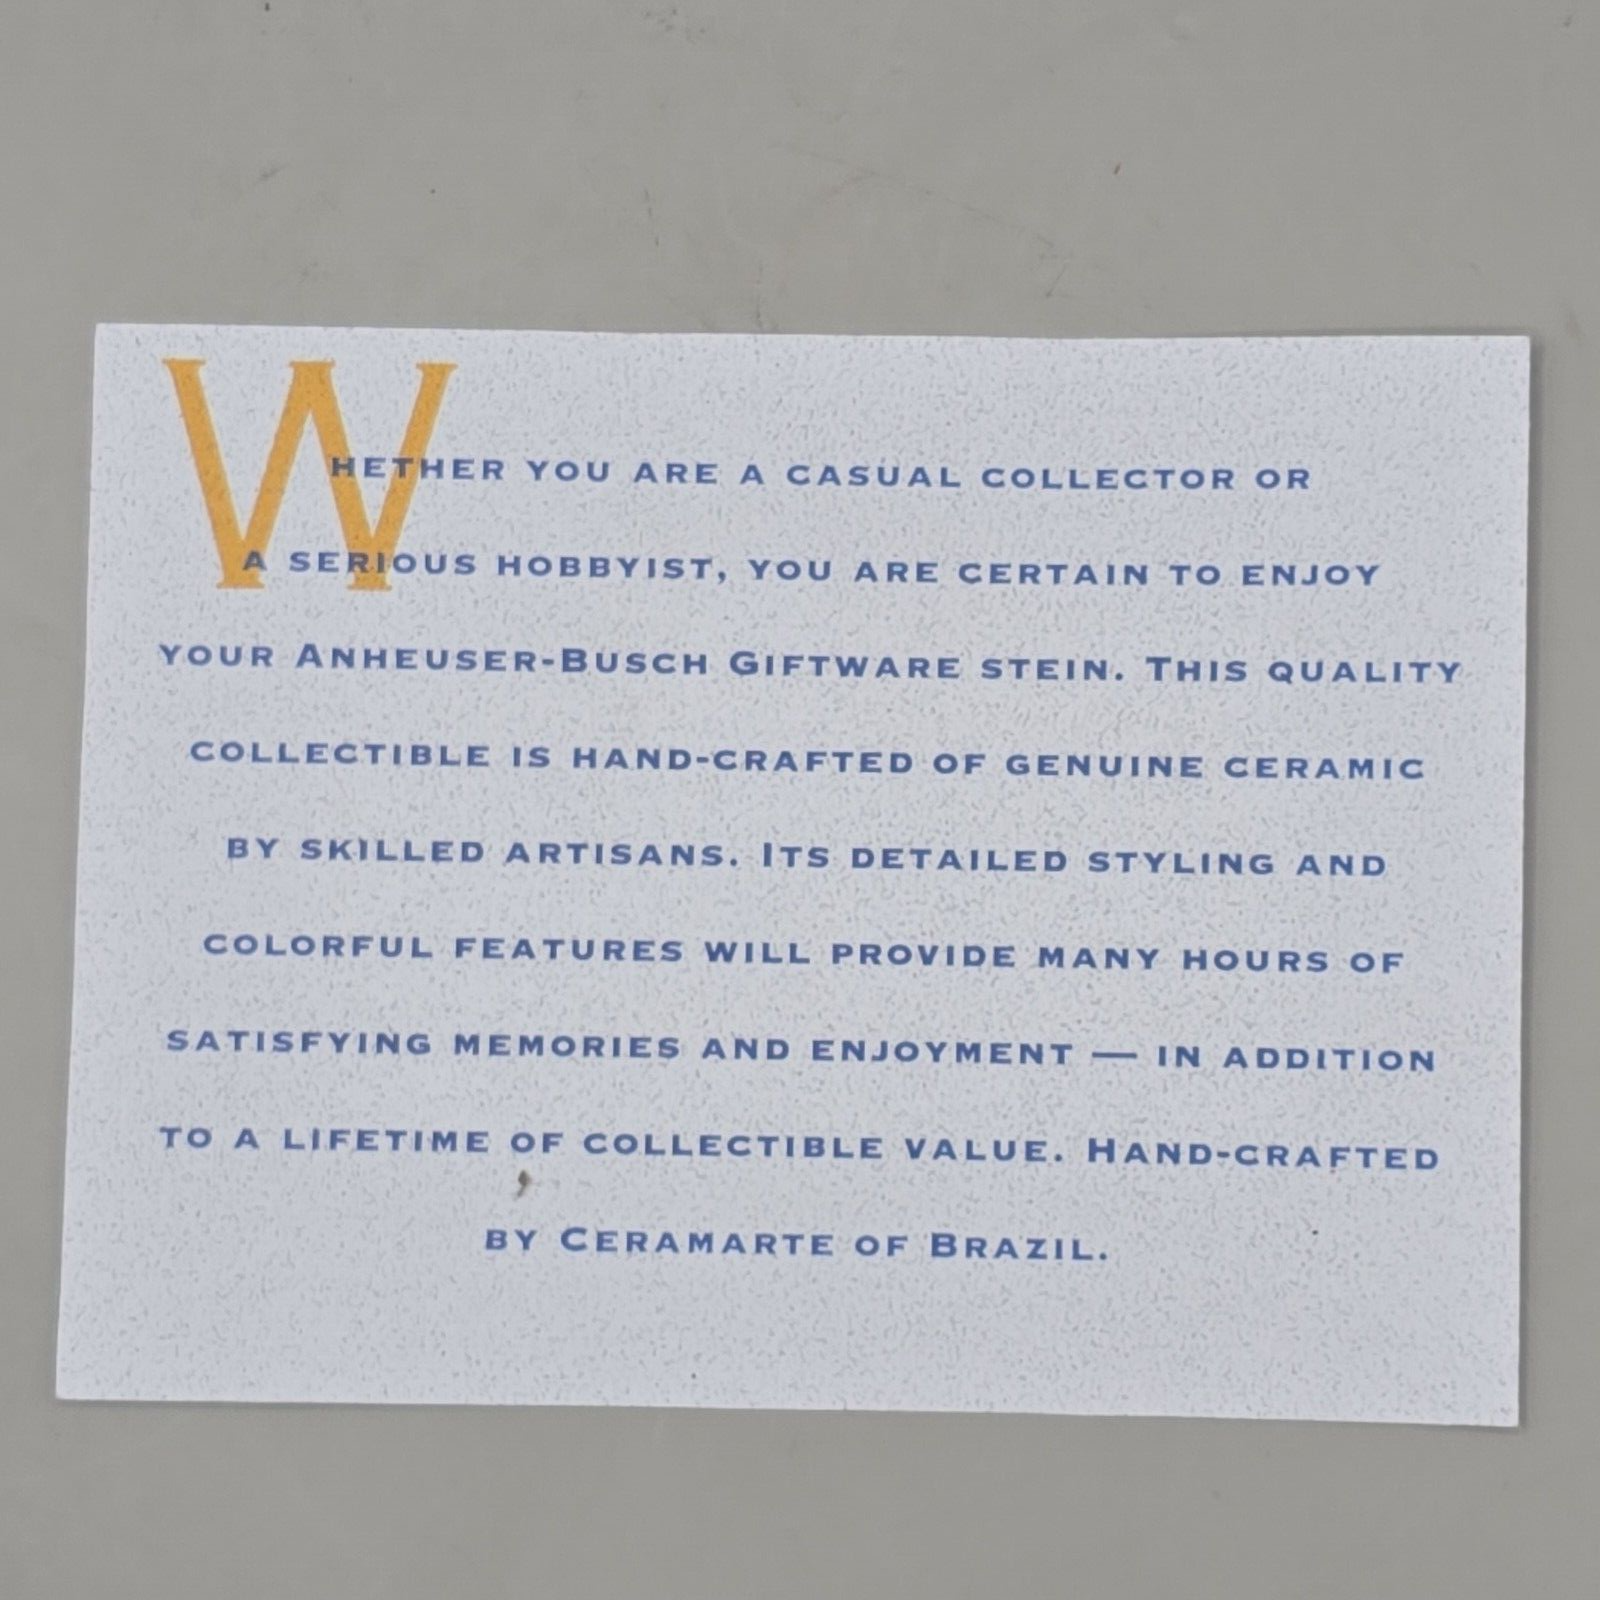 WHETHER YOU ARE A CASUAL COLLECTOR OR
A SERIOUS HOBBYIST, YOU ARE CERTAIN TO ENJOY
YOUR ANHEUSER-BUSCH GIFTWARE STEIN. THIS QUALITY
COLLECTIBLE IS HAND-CRAFTED OF GENUINE CERAMIC
BY SKILLED ARTISANS. ITS DETAILED STYLING AND
COLORFUL FEATURES WILL PROVIDE MANY HOURS OF
SATISFYING MEMORIES AND ENJOYMENT — IN ADDITION
TO A LIFETIME OF COLLECTIBLE VALUE. HAND-CRAFTED
BY CERAMARTE OF BRAZIL.